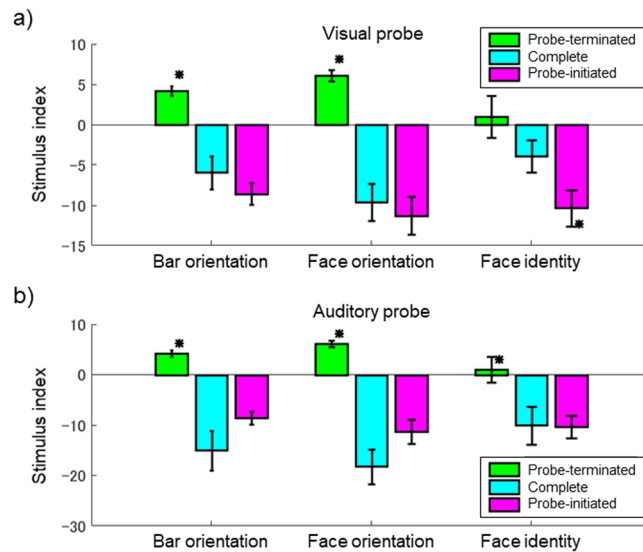 a)
Visual probe
Probe-terminated
Complete
Probe-initiated
Stimulus index
10
5
0
-5
-10
-15
*
*
*
Bar orientation Face orientation Face identity
b)
Auditory probe
Stimulus index
10
0
-10
-20
-30
*
*
*
Probe-terminated
Complete
Probe-initiated
Bar orientation Face orientation Face identity